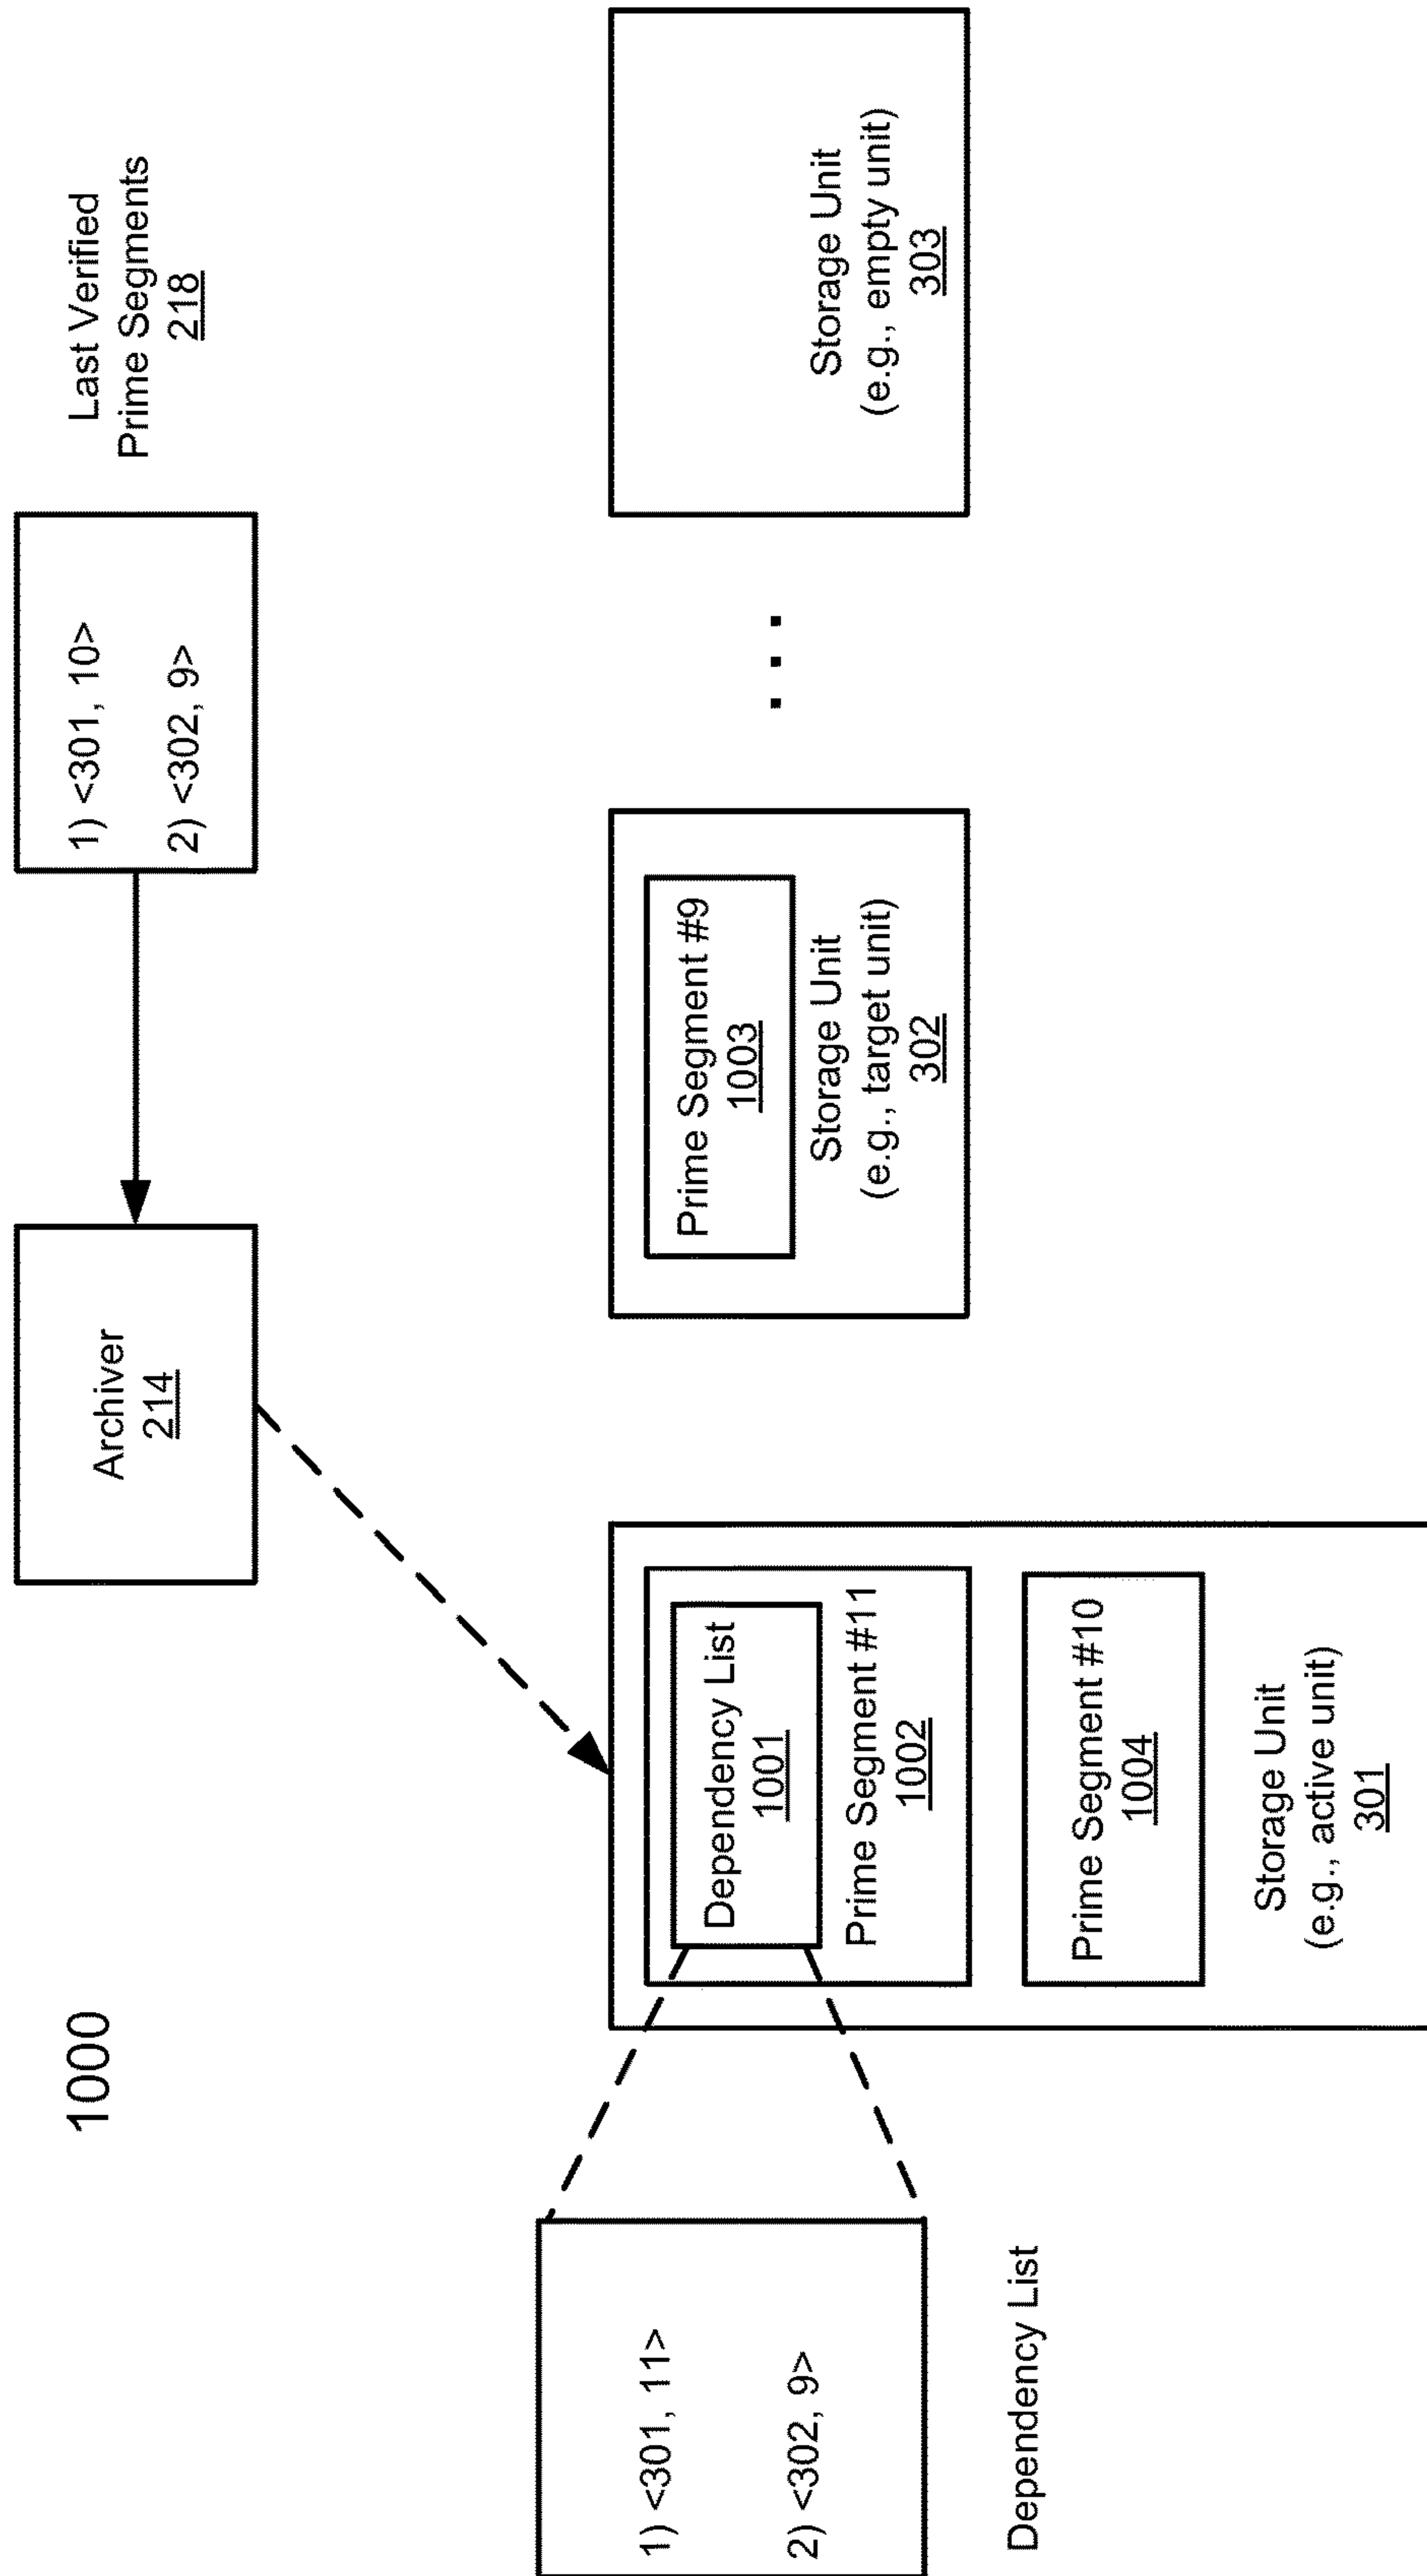 1000
Archiver
214
1) <301, 10>
2) <302, 9>
Last Verified
Prime Segments
218
1) <301, 11>
2) <302, 9>
Dependency List
Dependency List
1001
Prime Segment #11
1002
Prime Segment #10
1004
Storage Unit
(e.g., active unit)
301
Prime Segment #9
1003
Storage Unit
(e.g., target unit)
302
. . .
Storage Unit
(e.g., empty unit)
303